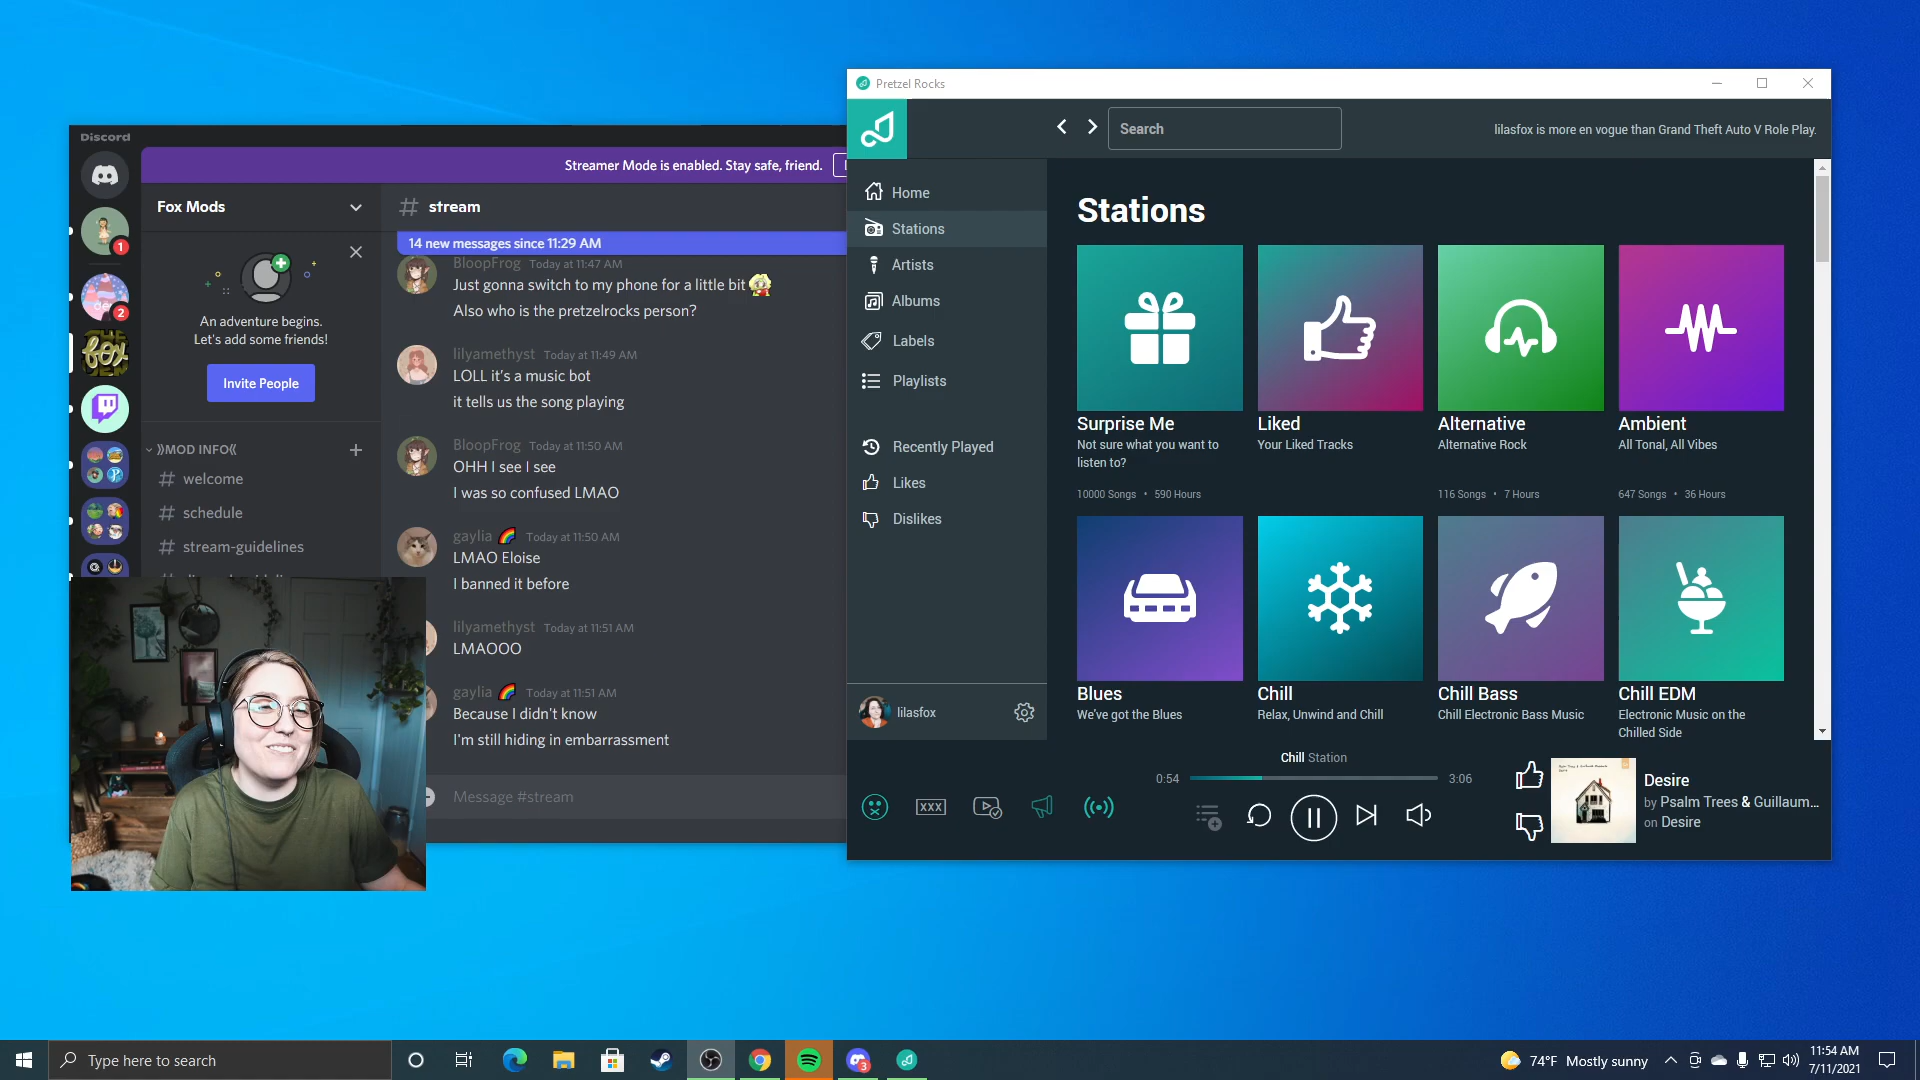 Discord
Streamer Mode is enabled. Stay safe, friend.
Fox Mods
# stream
14 new messages since 11:29 AM
An adventure begins.
Let's add some friends!
Invite People
»MOD INFO«
# welcome
# schedule
# stream-guidelines
BloopFrog Today at 11:47 AM
Just gonna switch to my phone for a little bit
Also who is the pretzelrocks person?
lilyamethyst Today at 11:49 AM
LOLL it's a music bot
it tells us the song playing
BloopFrog Today at 11:50 AM
OHH I see I see
I was so confused LMAO
gaylia 🌈 Today at 11:50 AM
LMAO Eloise
I banned it before
lilyamethyst Today at 11:51 AM
LMAOOO
gaylia 🌈 Today at 11:51 AM
Because I didn't know
I'm still hiding in embarrassment
Message #stream
1
2
fox
Pretzel Rocks
Search
lilasfox is more en vogue than Grand Theft Auto V Role Play.
Home
Stations
Artists
Albums
Labels
Playlists
Recently Played
Likes
Dislikes
lilasfox
Stations
Surprise Me
Not sure what you want to
listen to?
10000 Songs • 590 Hours
Liked
Your Liked Tracks
Alternative
Alternative Rock
116 Songs • 7 Hours
Ambient
All Tonal, All Vibes
647 Songs • 36 Hours
Blues
We've got the Blues
Chill
Relax, Unwind and Chill
Chill Bass
Chill Electronic Bass Music
Chill EDM
Electronic Music on the
Chilled Side
Chill Station
0:54
3:06
XXX
Desire
by Psalm Trees & Guillaum...
on Desire
Type here to search
3
74°F Mostly sunny
11:54 AM
7/11/2021